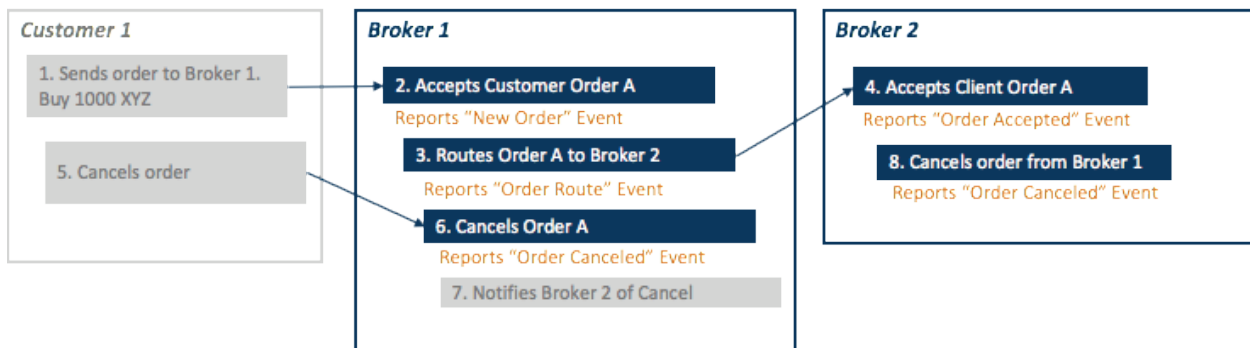 Customer 1
1. Sends order to Broker 1.
Buy 1000 XYZ
5. Cancels order
Broker 1
2. Accepts Customer Order A
Reports "New Order" Event
3. Routes Order A to Broker 2
Reports "Order Route" Event
6. Cancels Order A
Reports "Order Canceled" Event
7. Notifies Broker 2 of Cancel
Broker 2
4. Accepts Client Order A
Reports "Order Accepted" Event
8. Cancels order from Broker 1
Reports "Order Canceled" Event